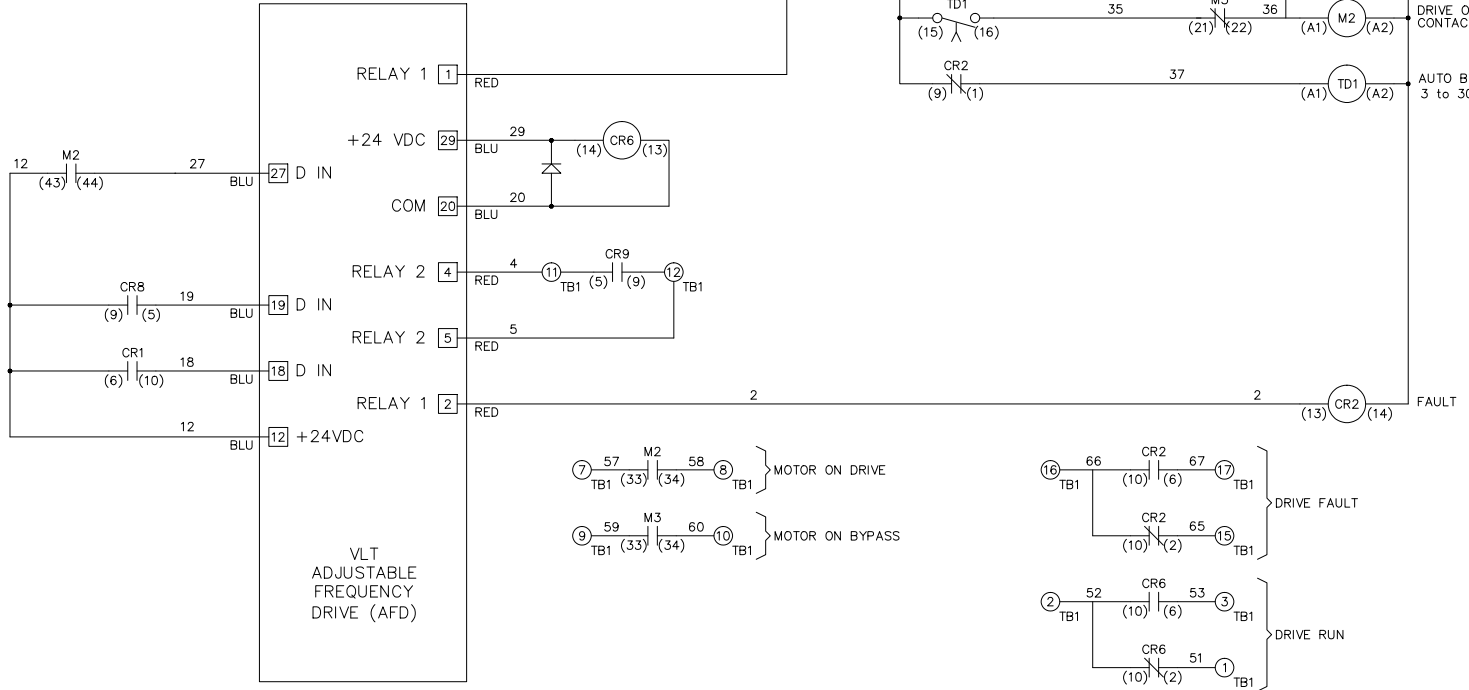 TD1
(15) (16)
35
M3
(21) (22)
36
(A1) M2 (A2)
DRIVE O
CONTAC
RELAY 1 1
RED
CR2
(9) (1)
37
(A1) TD1 (A2)
AUTO B
3 to 30
+24 VDC 29
29
BLU
(14) CR6 (13)
12
M2
(43) (44)
27
BLU
27 D IN
COM 20
20
BLU
RELAY 2 4
4
RED
11
TB1
CR9
(5) (9)
12
TB1
CR8
(9) (5)
19
BLU
19 D IN
RELAY 2 5
5
RED
CR1
(6) (10)
18
BLU
18 D IN
RELAY 1 2
RED
2
2
(13) CR2 (14)
FAULT
12
BLU
12 +24VDC
7
TB1
57
M2
(33) (34)
58
8
TB1
MOTOR ON DRIVE
16
TB1
66
CR2
(10) (6)
67
17
TB1
DRIVE FAULT
9
TB1
59
M3
(33) (34)
60
10
TB1
MOTOR ON BYPASS
CR2
(10) (2)
65
15
TB1
VLT
ADJUSTABLE
FREQUENCY
DRIVE (AFD)
2
TB1
52
CR6
(10) (6)
53
3
TB1
DRIVE RUN
CR6
(10) (2)
51
1
TB1